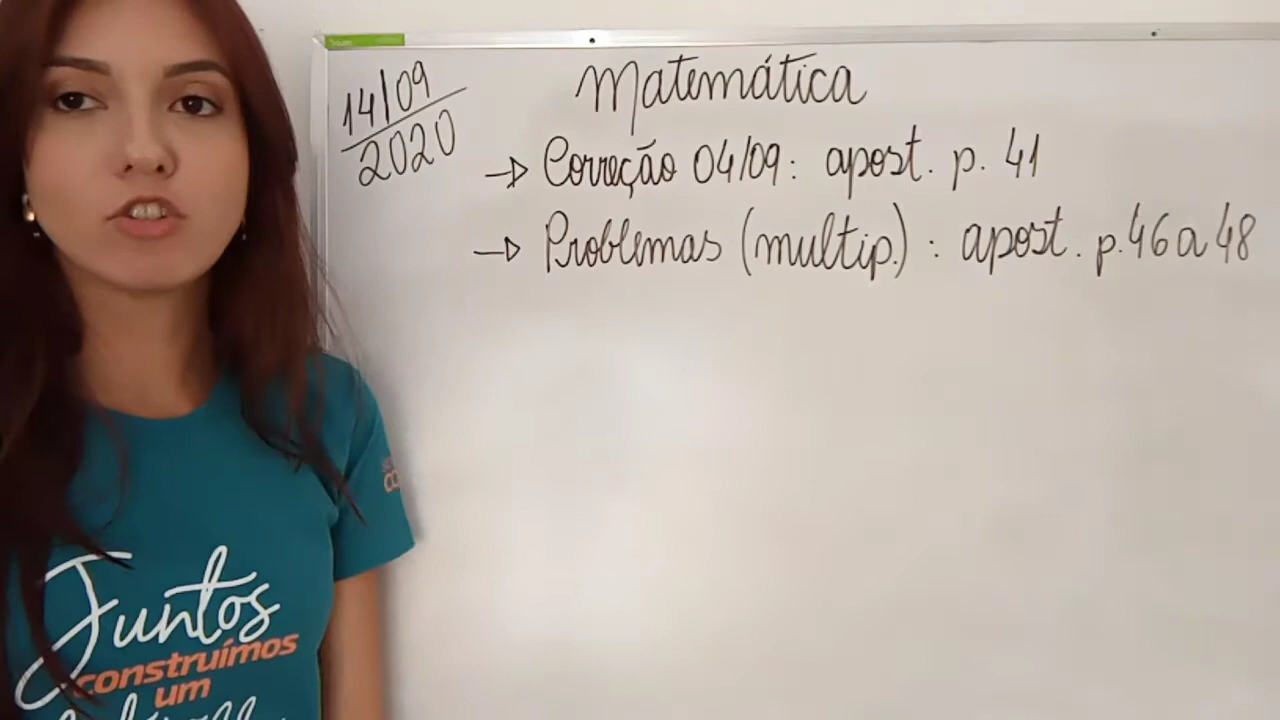 14/09
2020
Matemática
→ Correção 04/09: apost. p. 41
→ Problemas (multip.): apost. p. 46 a 48
Juntos
construímos
um